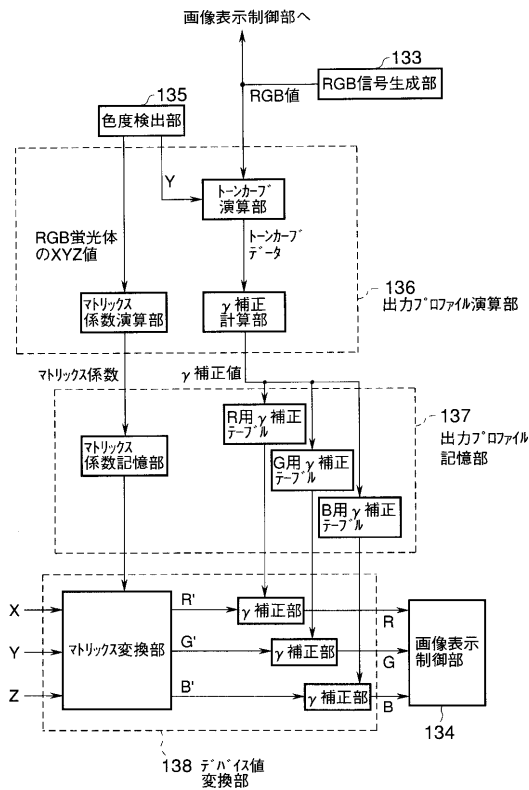 画像表示制御部へ
133
RGB値
RGB信号生成部
135
色度検出部
Y
ﾄｰﾝｶｰﾌﾞ
演算部
RGB蛍光体
のXYZ値
ﾄｰﾝｶｰﾌﾞ
ﾃﾞｰﾀ
136
出力ﾌﾟﾛﾌｧｲﾙ演算部
ﾏﾄﾘｯｸｽ
係数演算部
γ補正
計算部
ﾏﾄﾘｯｸｽ係数
γ補正値
137
出力ﾌﾟﾛﾌｧｲﾙ
記憶部
R用γ補正
ﾃｰﾌﾞﾙ
ﾏﾄﾘｯｸｽ
係数記憶部
G用γ補正
ﾃｰﾌﾞﾙ
B用γ補正
ﾃｰﾌﾞﾙ
X
Y
Z
ﾏﾄﾘｯｸｽ変換部
R'
G'
B'
γ補正部
γ補正部
γ補正部
R
G
B
画像表示
制御部
134
138 ﾃﾞﾊﾞｲｽ値
変換部